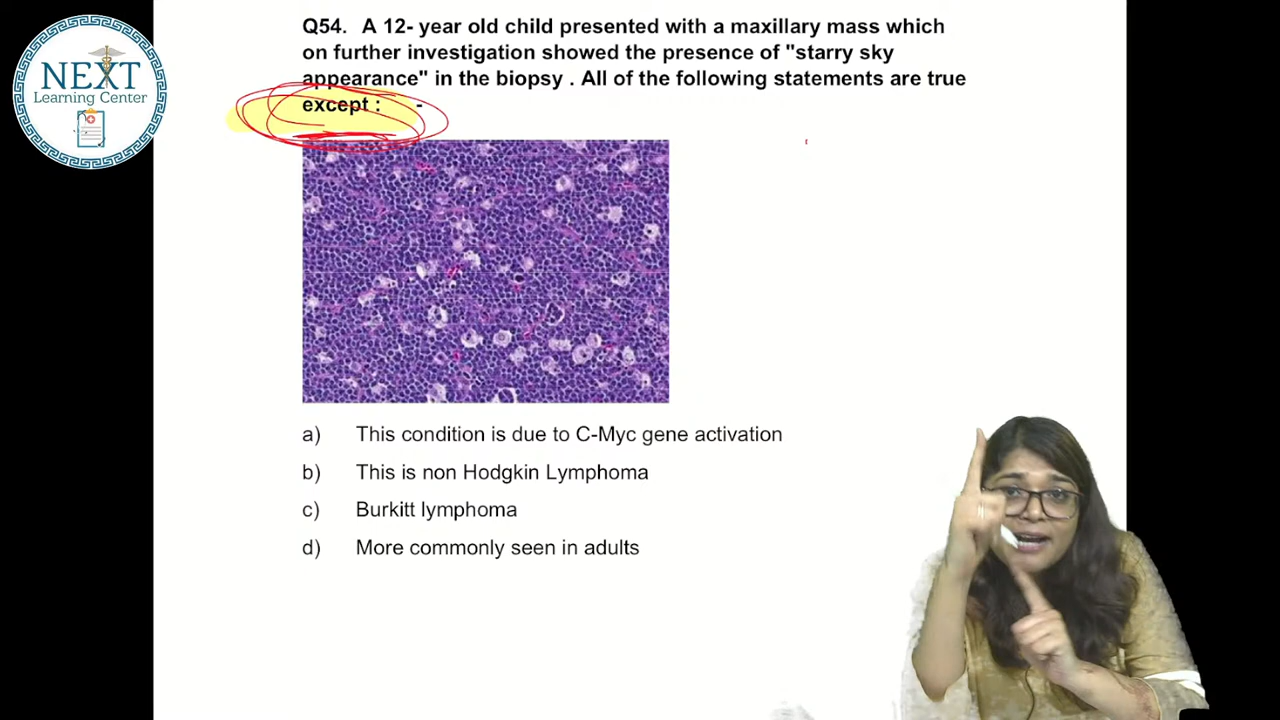 NEXT
Learning Center
Q54. A 12- year old child presented with a maxillary mass which
on further investigation showed the presence of "starry sky
appearance" in the biopsy . All of the following statements are true
except : -
a) This condition is due to C-Myc gene activation
b) This is non Hodgkin Lymphoma
c) Burkitt lymphoma
d) More commonly seen in adults